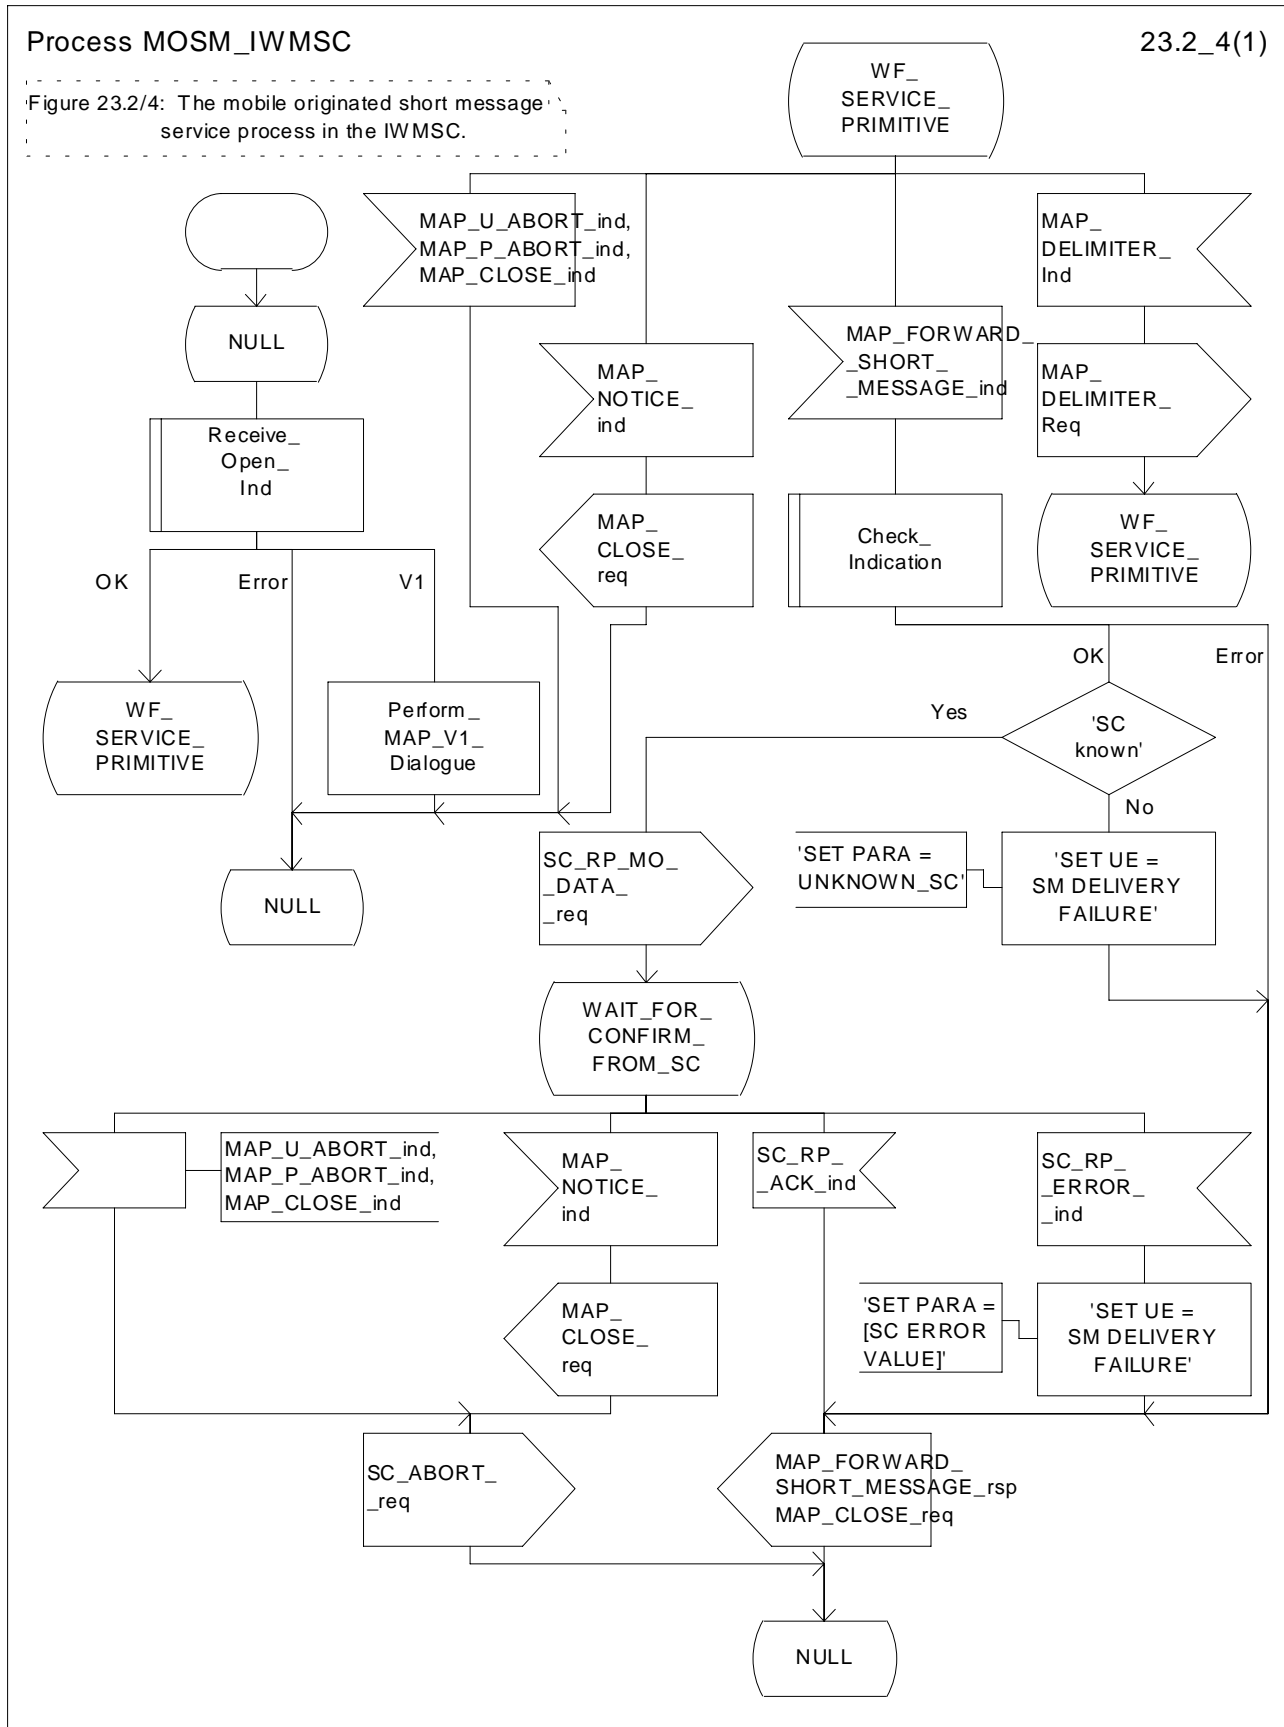 Process MOSM_IWMSC
23.2_4(1)
Figure 23.2/4: The mobile originated short message
service process in the IWMSC.
WF_
SERVICE_
PRIMITIVE
MAP_U_ABORT_ind,
MAP_P_ABORT_ind,
MAP_CLOSE_ind
MAP_
DELIMITER_
Ind
NULL
MAP_
NOTICE_
ind
MAP_FORWARD_
_SHORT_
_MESSAGE_ind
MAP_
DELIMITER_
Req
Receive_
Open_
Ind
MAP_
CLOSE_
req
Check_
Indication
WF_
SERVICE_
PRIMITIVE
OK
Error
V1
OK
Error
WF_
SERVICE_
PRIMITIVE
Perform_
MAP_V1_
Dialogue
Yes
'SC
known'
No
NULL
SC_RP_MO_
_DATA_
_req
'SET PARA =
UNKNOWN_SC'
'SET UE =
SM DELIVERY
FAILURE'
WAIT_FOR_
CONFIRM_
FROM_SC
MAP_U_ABORT_ind,
MAP_P_ABORT_ind,
MAP_CLOSE_ind
MAP_
NOTICE_
ind
SC_RP_
_ACK_ind
SC_RP_
_ERROR_
_ind
MAP_
CLOSE_
req
'SET PARA =
[SC ERROR
VALUE]'
'SET UE =
SM DELIVERY
FAILURE'
SC_ABORT_
_req
MAP_FORWARD_
SHORT_MESSAGE_rsp
MAP_CLOSE_req
NULL